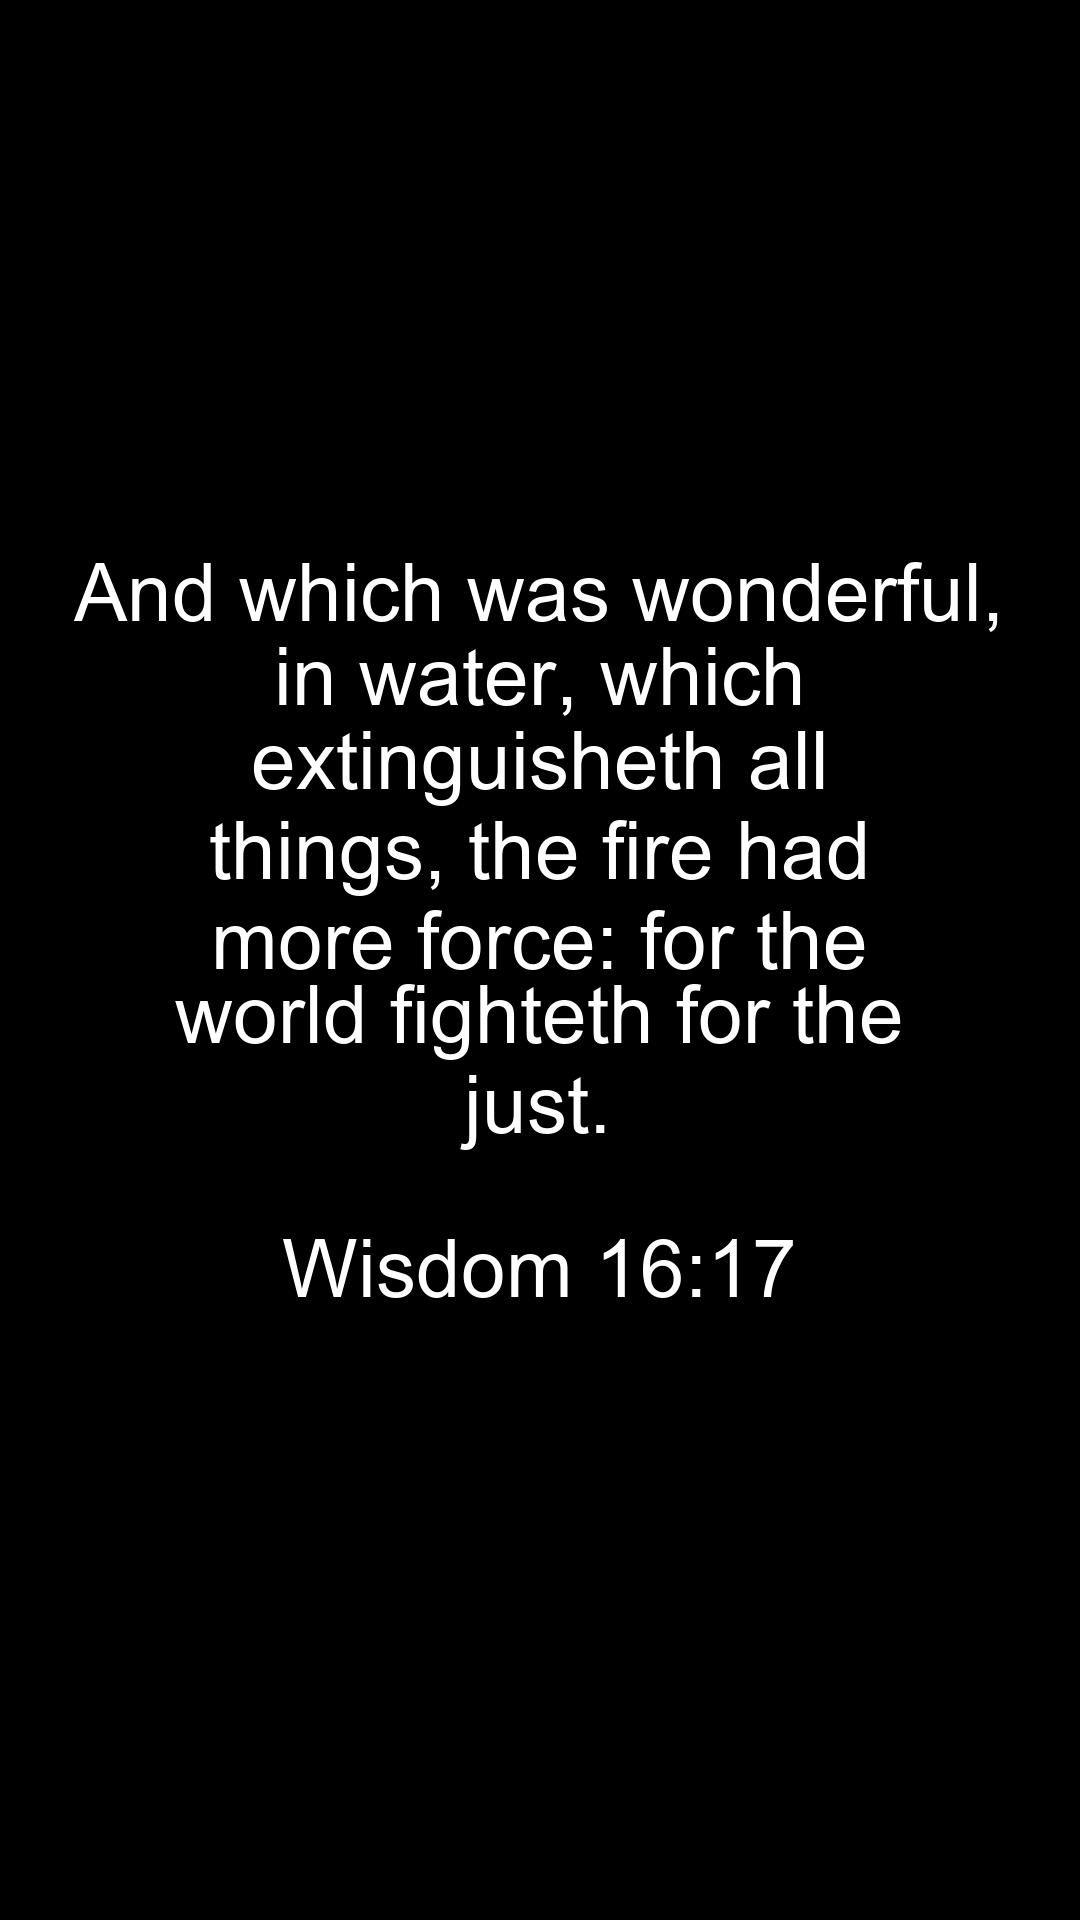 And which was wonderful,
in water, which
extinguisheth all
things, the fire had
more force: for the
world fighteth for the
just.
Wisdom 16:17